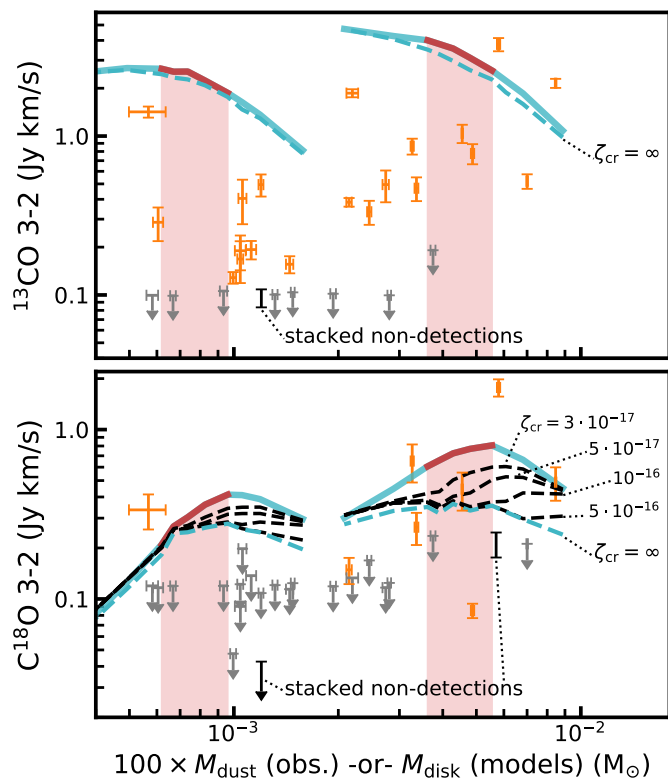 ¹³CO 3-2 (Jy km/s)
1.0
0.1
ζcr = ∞
stacked non-detections
C¹⁸O 3-2 (Jy km/s)
1.0
0.1
ζcr = 3 · 10⁻¹⁷
5 · 10⁻¹⁷
10⁻¹⁶
5 · 10⁻¹⁶
ζcr = ∞
stacked non-detections
10⁻³
10⁻²
100 × Mdust (obs.) -or- Mdisk (models) (M⊙)